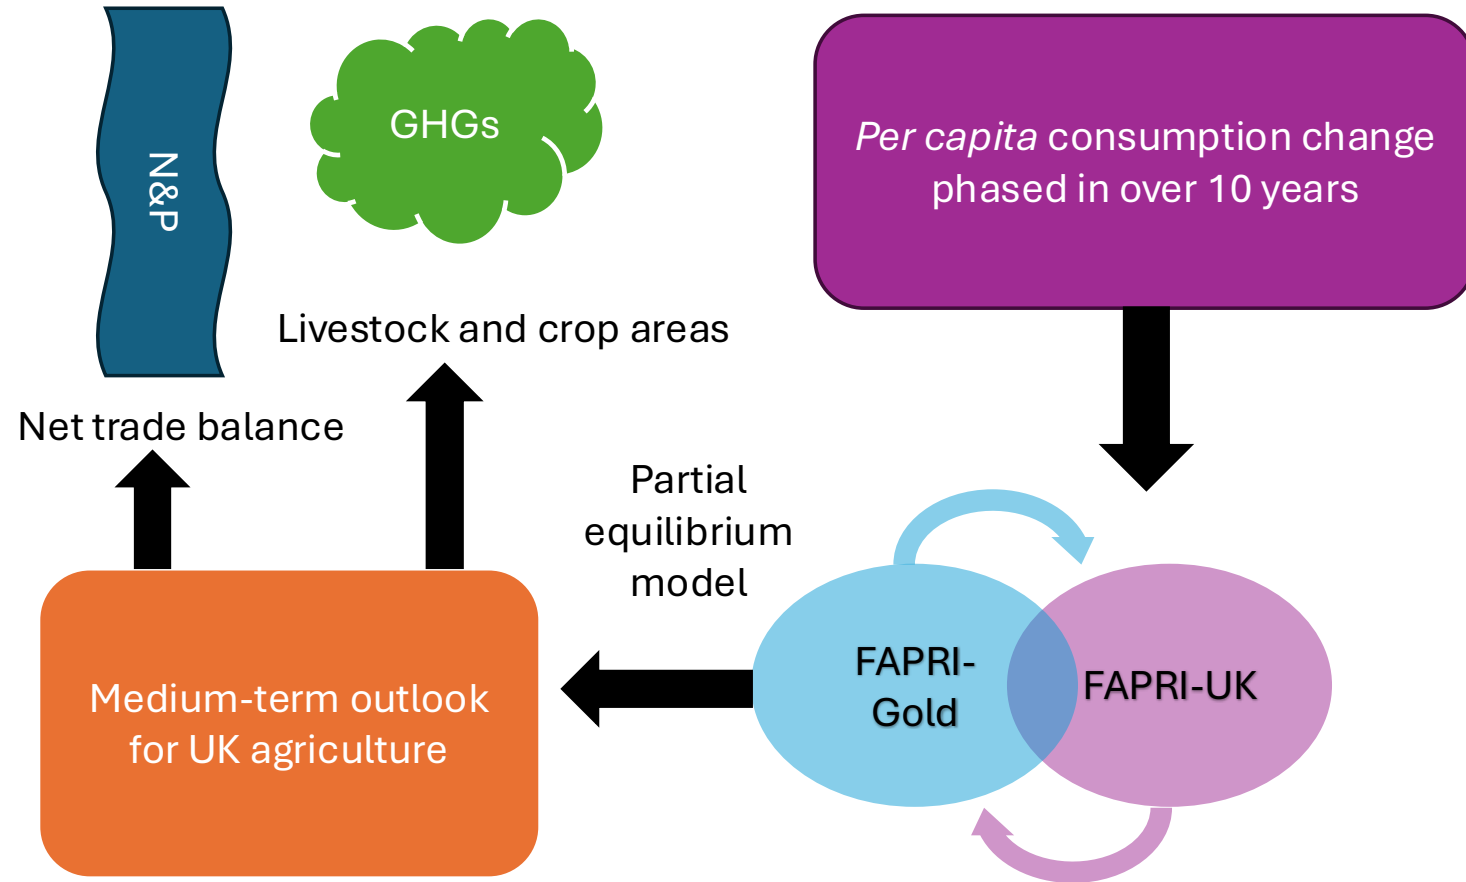 N&P
GHGs
Per capita consumption change
phased in over 10 years
Livestock and crop areas
Net trade balance
Partial
equilibrium
model
FAPRI-
Gold
FAPRI-UK
Medium-term outlook
for UK agriculture